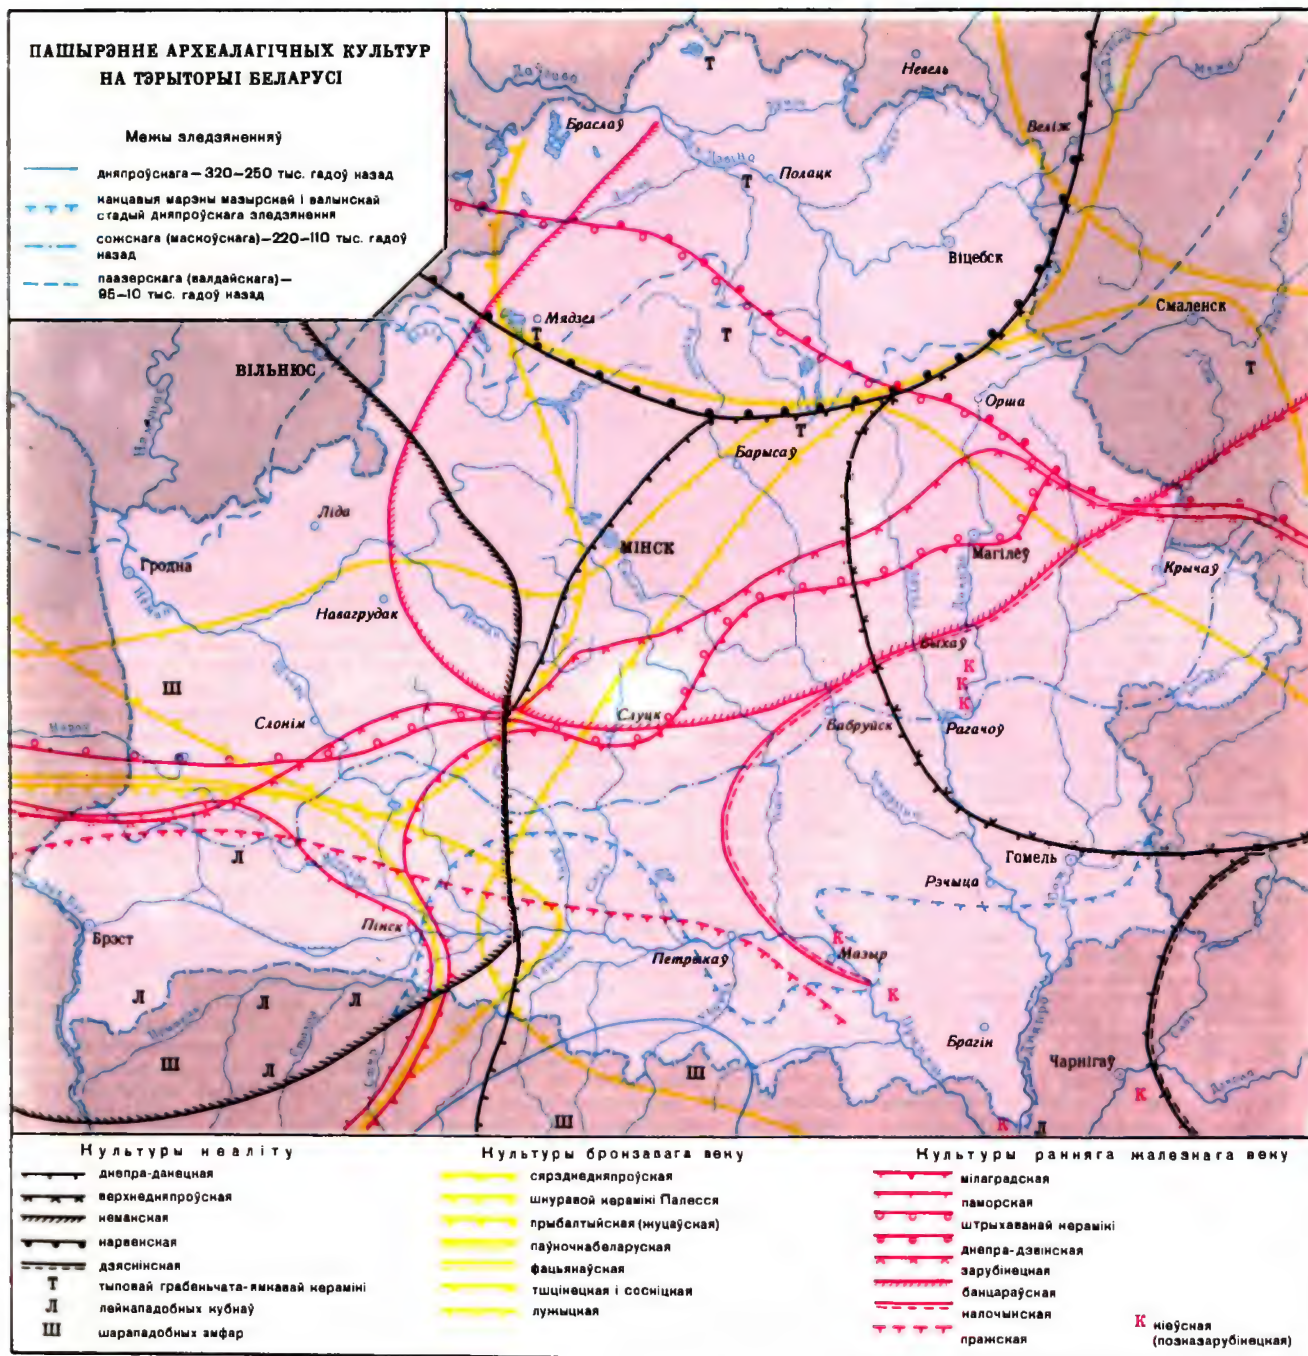 ПАШЫРЭННЕ АРХЕАЛАГІЧНЫХ КУЛЬТУР
НА ТЭРЫТОРЫІ БЕЛАРУСІ
Межы зледзяненняў
дняпроўскага—320—250 тыс. гадоў назад
канцавыя марэны мазырскай і валынскай
стадый дняпроўскага зледзянення
сожскага (маскоўскага)—220—110 тыс. гадоў
назад
паазерскага (валдайскага)—
95—10 тыс. гадоў назад
Т
Невель
Браслаў
Веліж
Полацк
Т
Віцебск
Смаленск
Мядзел
Т
Т
Т
ВІЛЬНЮС
Орша
Т
Барысаў
Ліда
МІНСК
Магілёў
Гродна
Крычаў
Навагрудак
Быхаў
К
К
К
Ш
Слонім
Слуцк
Бабруйск
Рагачоў
Л
Гомель
Рэчыца
Брэст
Пінск
Петрыкаў
К
Мазыр
К
Л
Л
Л
Брагін
Ш
Л
Ш
Чарнігаў
К
Ш
К
Л
Культуры неаліту
днепра-данецкая
верхнедняпроўская
неманская
нарвенская
дзяснінская
Т
тыповай грабеньчата-ямкавай керамікі
Л
лейкападобных кубкаў
Ш
шарападобных амфар
Культуры бронзавага веку
сярэднедняпроўская
шнуравой керамікі Палесся
прыбалтыйская (жуцаўская)
паўночнабеларуская
фацьянаўская
тшцінецкая і сосніцкая
лужыцкая
Культуры ранняга жалезнага веку
мілаградская
паморская
штрыхаванай керамікі
днепра-дзвінская
зарубінецкая
банцараўская
калочынская
пражская
К
кіеўская
(позназарубінецкая)